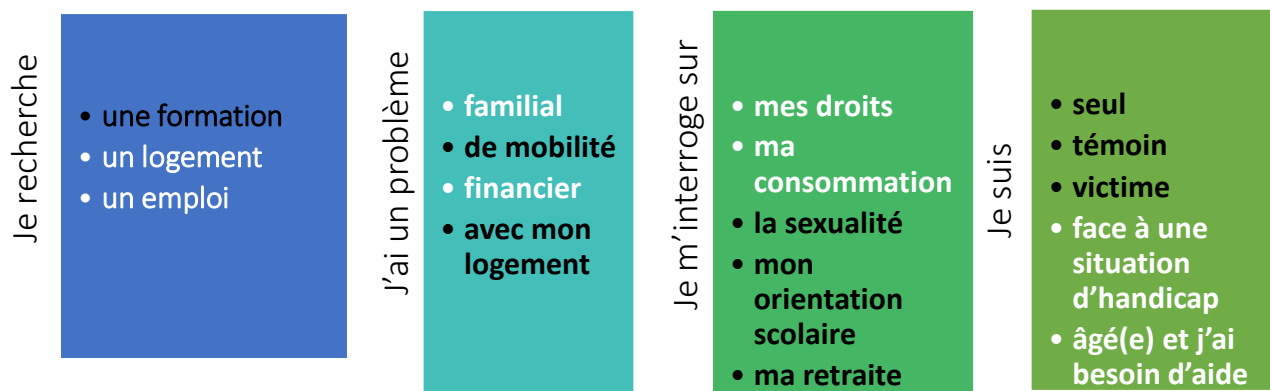 Je recherche
• une formation
• un logement
• un emploi
J'ai un problème
• familial
• de mobilité
• financier
• avec mon
logement
Je m'interroge sur
• mes droits
• ma
consommation
• la sexualité
• mon
orientation
scolaire
• ma retraite
Je suis
• seul
• témoin
• victime
• face à une
situation
d'handicap
• âgé(e) et j'ai
besoin d'aide